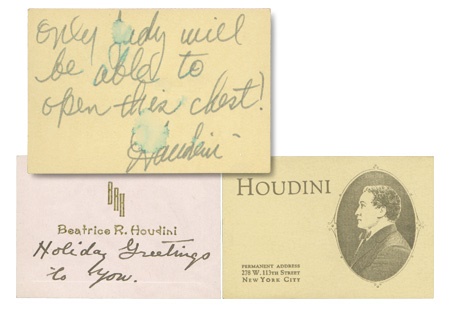 Only lady will
be able to
open this chest!
Houdini
BRH
Beatrice R. Houdini
Holiday Greetings
to You.
HOUDINI
PERMANENT ADDRESS
278 W. 113TH STREET
NEW YORK CITY